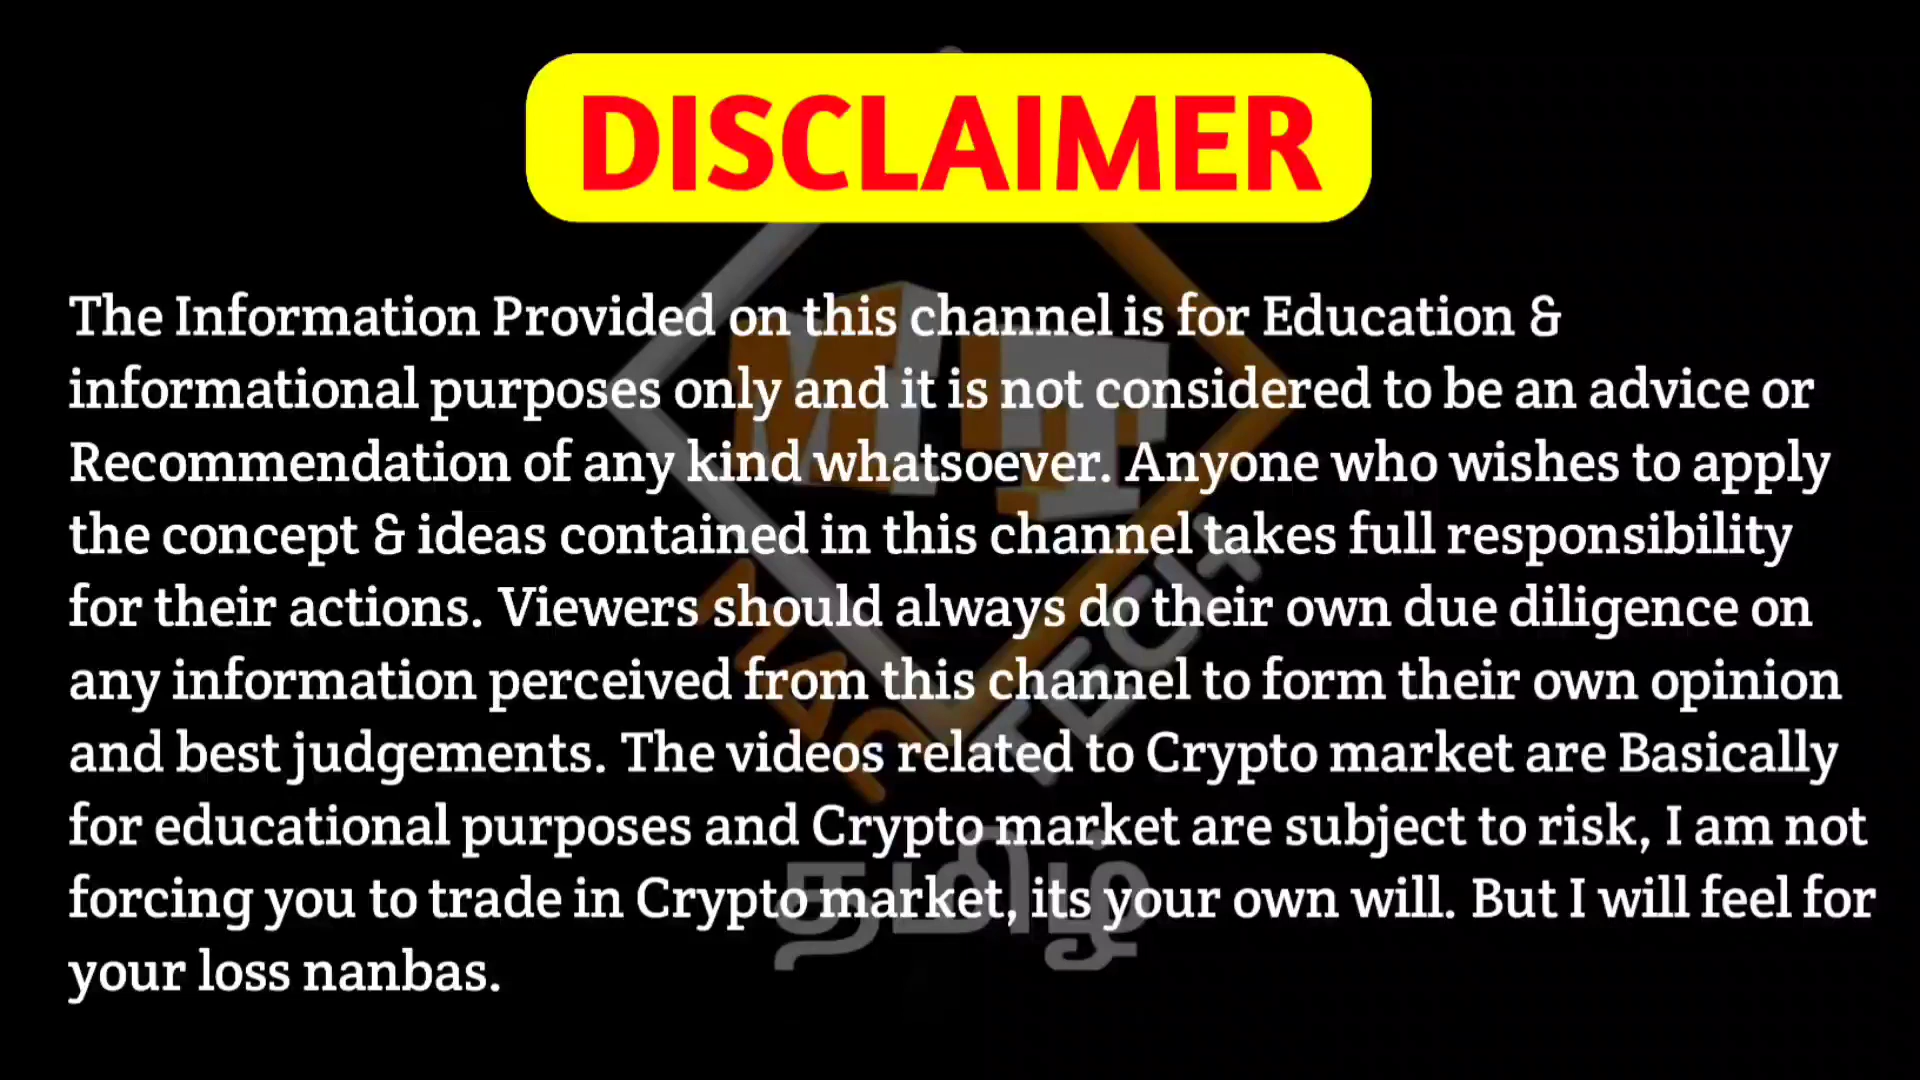 DISCLAIMER
The Information Provided on this channel is for Education &
informational purposes only and it is not considered to be an advice or
Recommendation of any kind whatsoever. Anyone who wishes to apply
the concept & ideas contained in this channel takes full responsibility
for their actions. Viewers should always do their own due diligence on
any information perceived from this channel to form their own opinion
and best judgements. The videos related to Crypto market are Basically
for educational purposes and Crypto market are subject to risk, I am not
forcing you to trade in Crypto market, its your own will. But I will feel for
your loss nanbas.
MT
TECH
தமிழ்